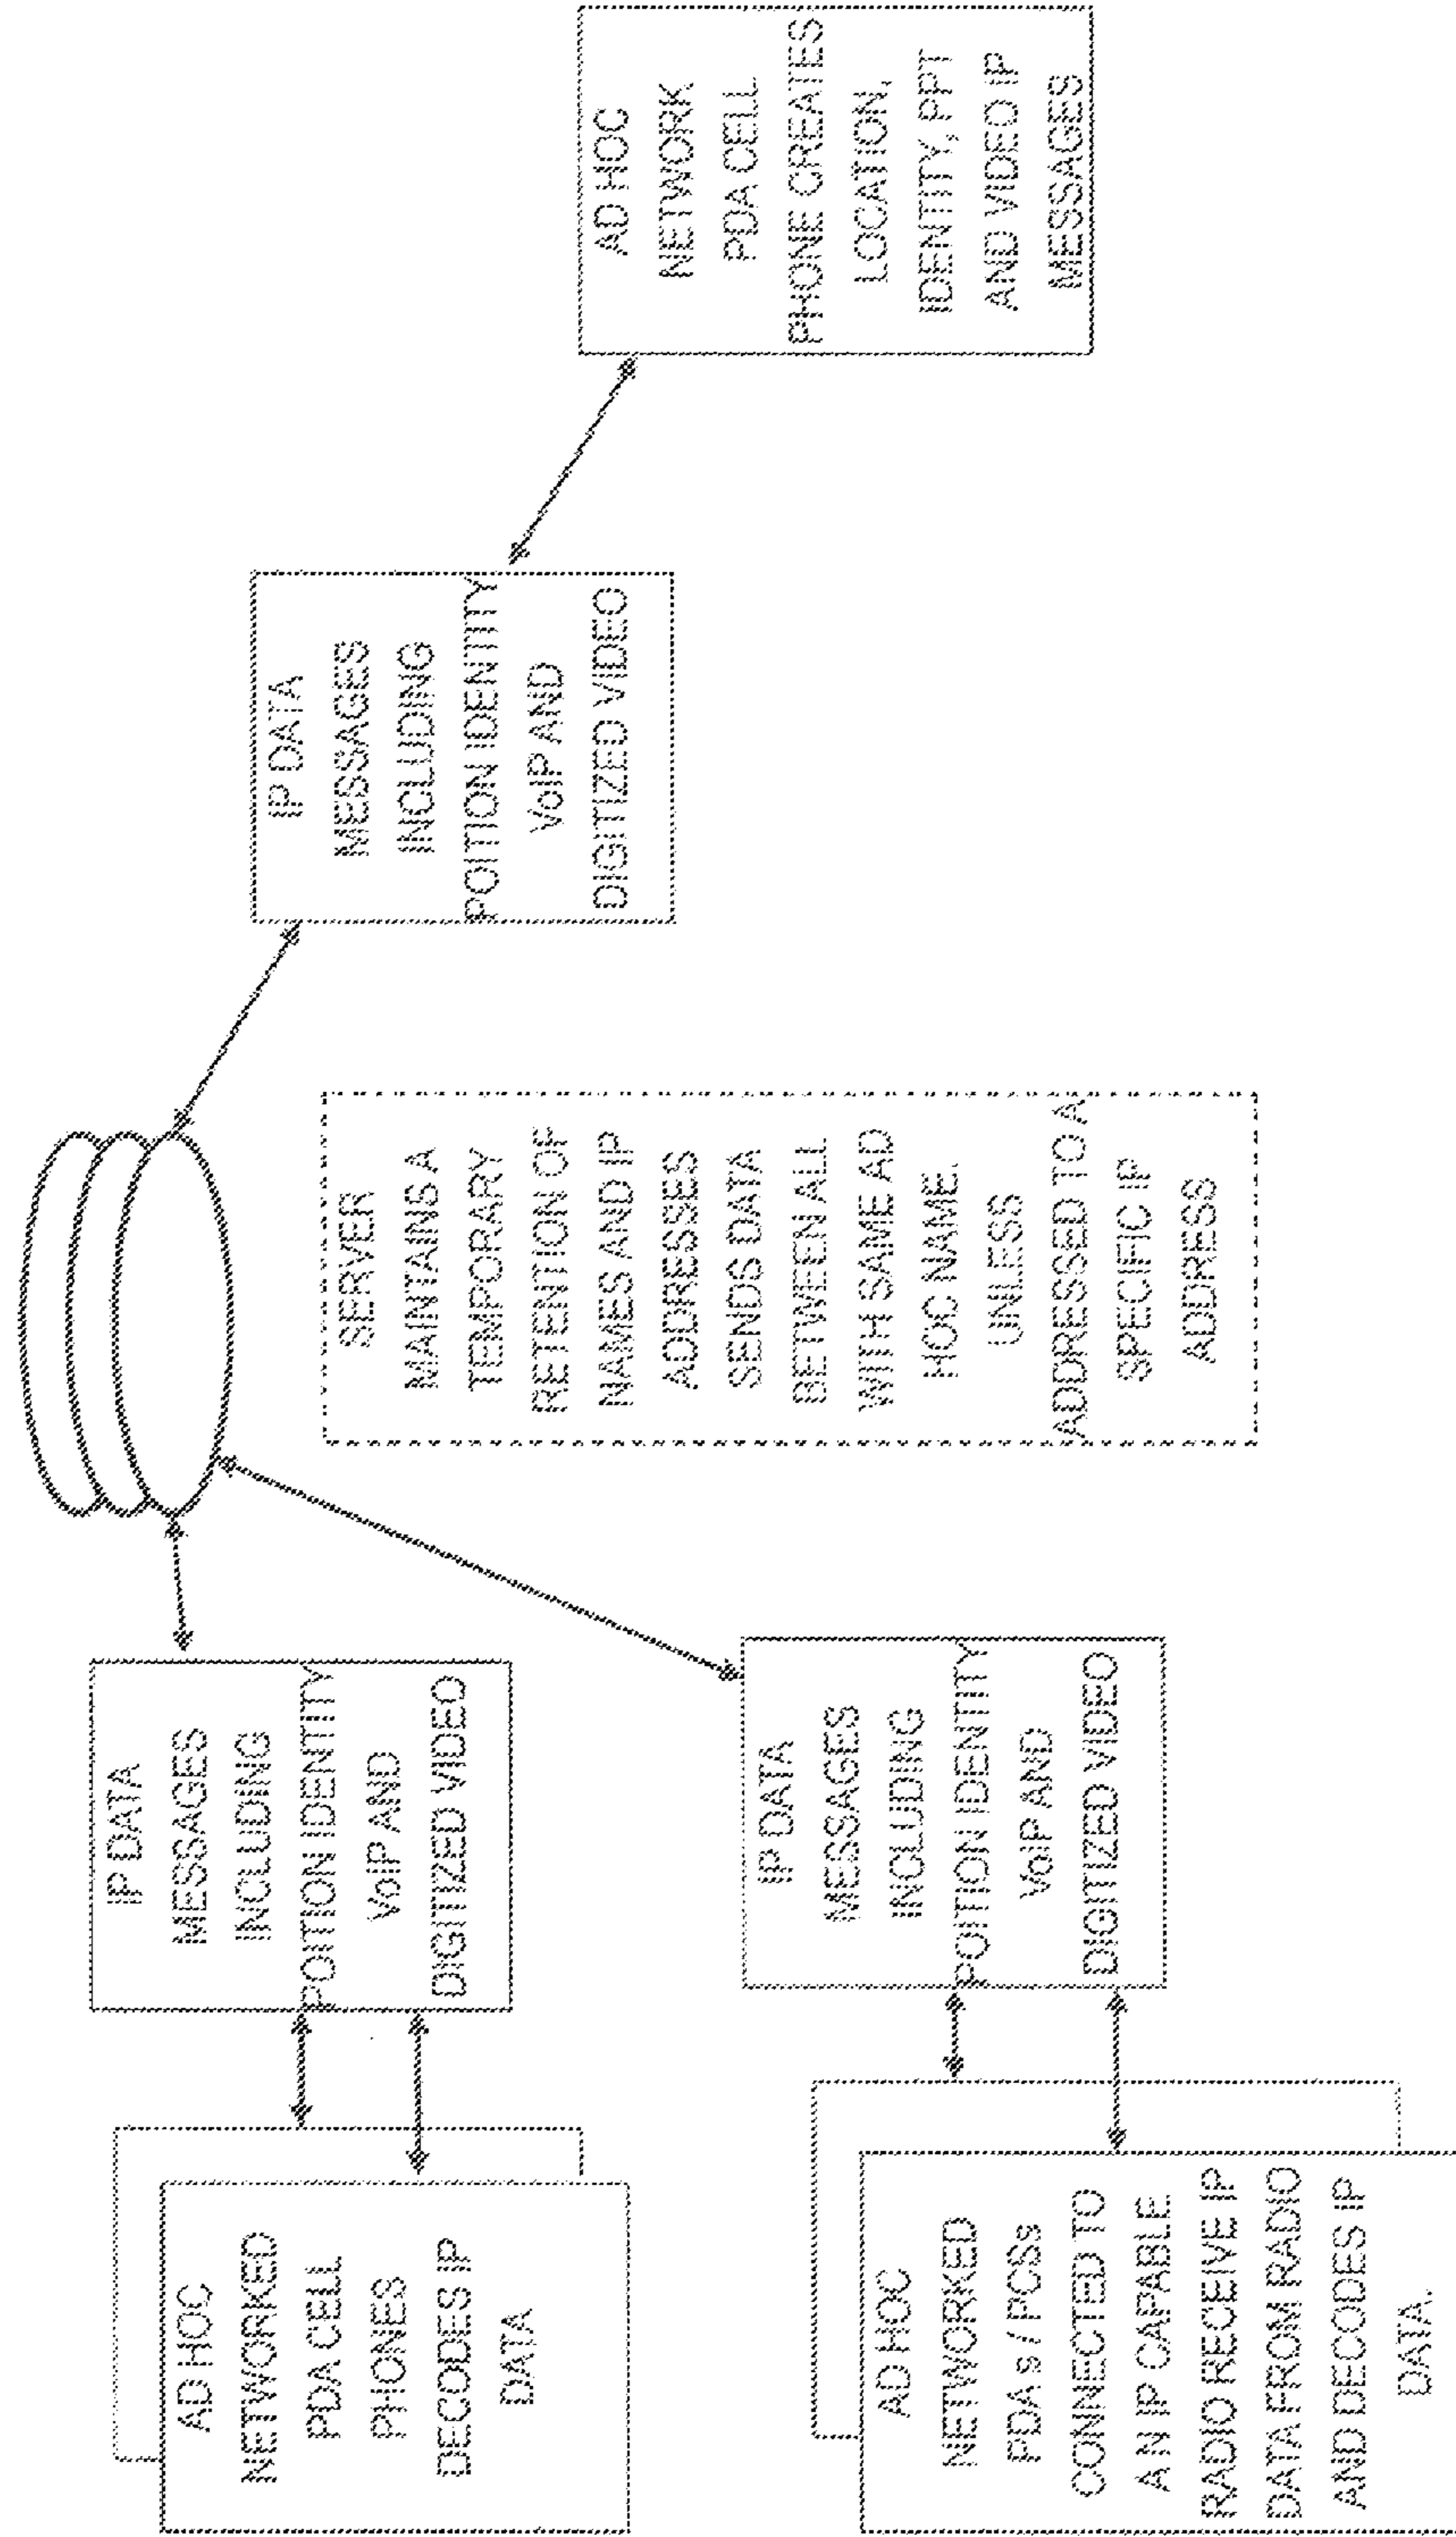 AD HOC
NETWORKED
PDA CELL
PHONES
DECODES IP
DATA
IP DATA
MESSAGES
INCLUDING
POITION IDENTITY
VoIP AND
DIGITIZED VIDEO
SERVER
MAINTAINS A
TEMPORARY
RETENTION OF
NAMES AND IP
ADDRESSES
SENDS DATA
BETWEEN ALL
WITH SAME AD
HOC NAME.
UNLESS
ADDRESSED TO A
SPECIFIC IP
ADDRESS
IP DATA
MESSAGES
INCLUDING
POITION IDENTITY
VoIP AND
DIGITIZED VIDEO
AD HOC
NETWORK
PDA CELL
PHONE CREATES
LOCATION,
IDENTITY, PPT
AND VIDEO IP
MESSAGES
AD HOC
NETWORKED
PDAs / PCSs
CONNECTED TO
AN IP CAPABLE
RADIO RECEIVE IP
DATA FROM RADIO
AND DECODES IP
DATA.
IP DATA
MESSAGES
INCLUDING
POITION IDENTITY
VoIP AND
DIGITIZED VIDEO